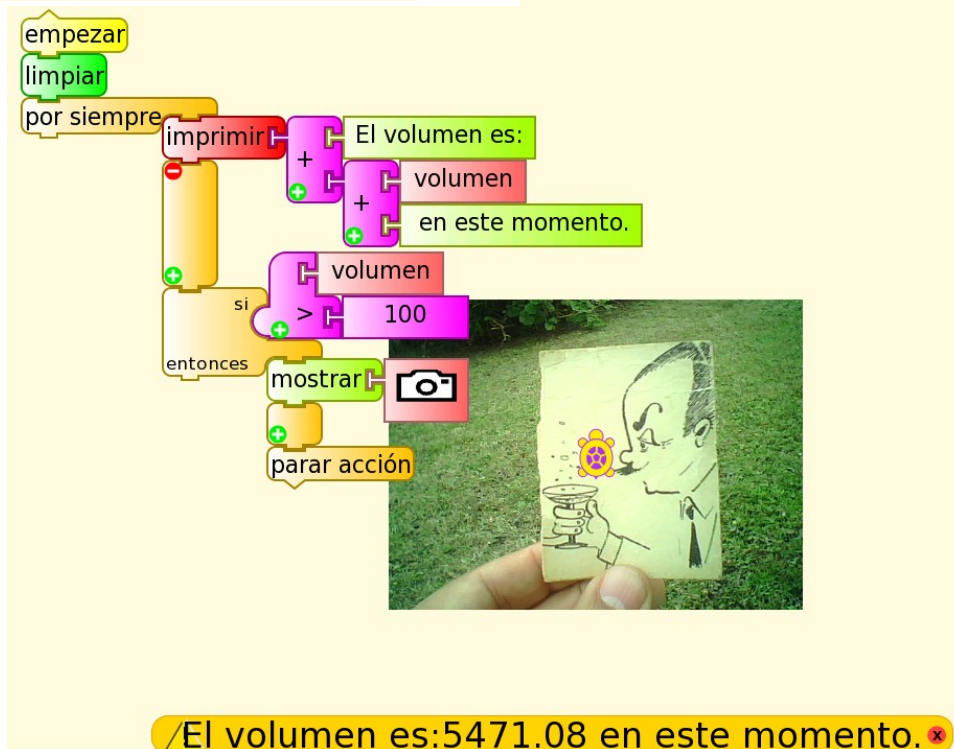 empezar
limpiar
por siempre
imprimir + El volumen es:
+ volumen
en este momento.
si volumen
> 100
entonces
mostrar
parar acción
El volumen es:5471.08 en este momento.